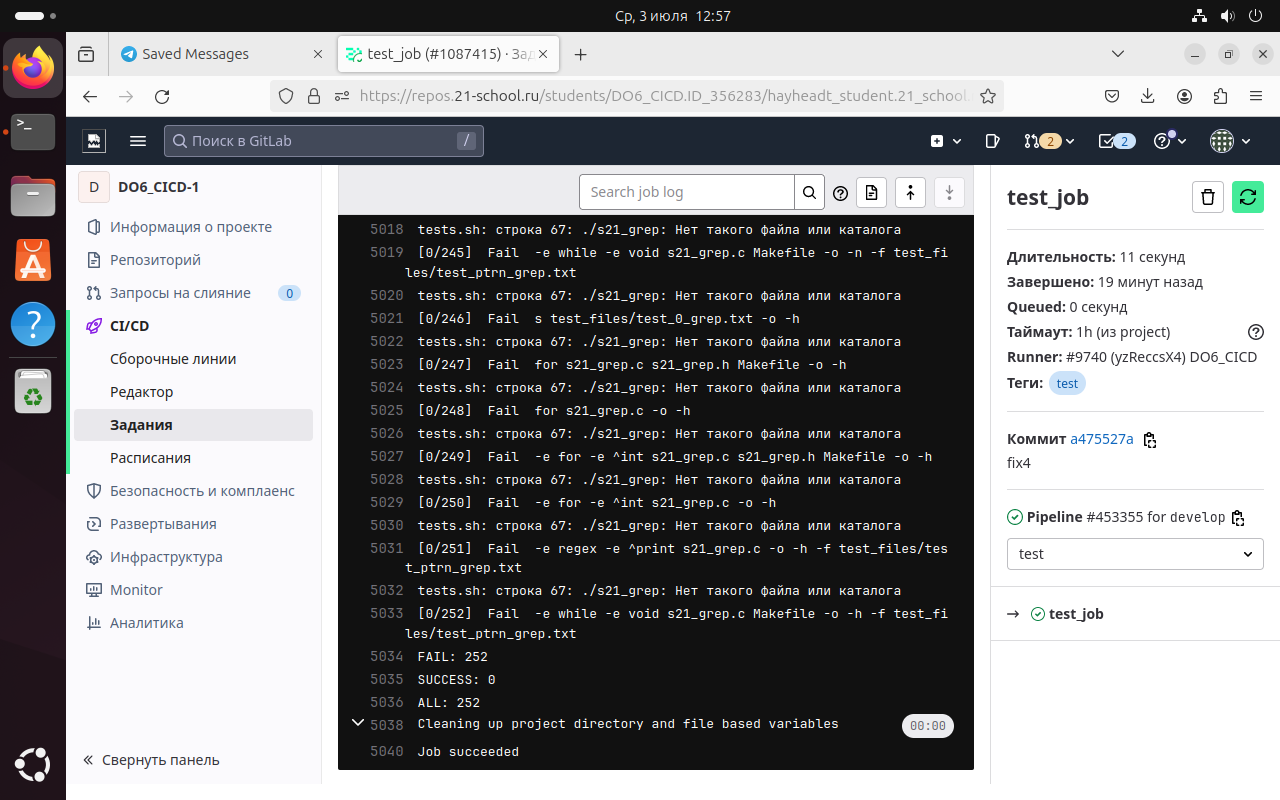 Ср, 3 июля 12:57
Saved Messages
test_job (#1087415) · Зад
https://repos.21-school.ru/students/DO6_CICD.ID_356283/hayheadt_student.21_school.
Поиск в GitLab
/
2
2
D
DO6_CICD-1
Информация о проекте
Репозиторий
Запросы на слияние
0
CI/CD
Сборочные линии
Редактор
Задания
Расписания
Безопасность и комплаенс
Развертывания
Инфраструктура
Monitor
Аналитика
Свернуть панель
Search job log
5018 tests.sh: строка 67: ./s21_grep: Нет такого файла или каталога
5019 [0/245] Fail -e while -e void s21_grep.c Makefile -o -n -f test_fi
les/test_ptrn_grep.txt
5020 tests.sh: строка 67: ./s21_grep: Нет такого файла или каталога
5021 [0/246] Fail s test_files/test_0_grep.txt -o -h
5022 tests.sh: строка 67: ./s21_grep: Нет такого файла или каталога
5023 [0/247] Fail for s21_grep.c s21_grep.h Makefile -o -h
5024 tests.sh: строка 67: ./s21_grep: Нет такого файла или каталога
5025 [0/248] Fail for s21_grep.c -o -h
5026 tests.sh: строка 67: ./s21_grep: Нет такого файла или каталога
5027 [0/249] Fail -e for -e ^int s21_grep.c s21_grep.h Makefile -o -h
5028 tests.sh: строка 67: ./s21_grep: Нет такого файла или каталога
5029 [0/250] Fail -e for -e ^int s21_grep.c -o -h
5030 tests.sh: строка 67: ./s21_grep: Нет такого файла или каталога
5031 [0/251] Fail -e regex -e ^print s21_grep.c -o -h -f test_files/tes
t_ptrn_grep.txt
5032 tests.sh: строка 67: ./s21_grep: Нет такого файла или каталога
5033 [0/252] Fail -e while -e void s21_grep.c Makefile -o -h -f test_fi
les/test_ptrn_grep.txt
5034 FAIL: 252
5035 SUCCESS: 0
5036 ALL: 252
5038 Cleaning up project directory and file based variables 00:00
5040 Job succeeded
test_job
Длительность: 11 секунд
Завершено: 19 минут назад
Queued: 0 секунд
Таймаут: 1h (из project)
Runner: #9740 (yzReccsX4) DO6_CICD
Теги: test
Коммит a475527a
fix4
Pipeline #453355 for develop
test
→ test_job